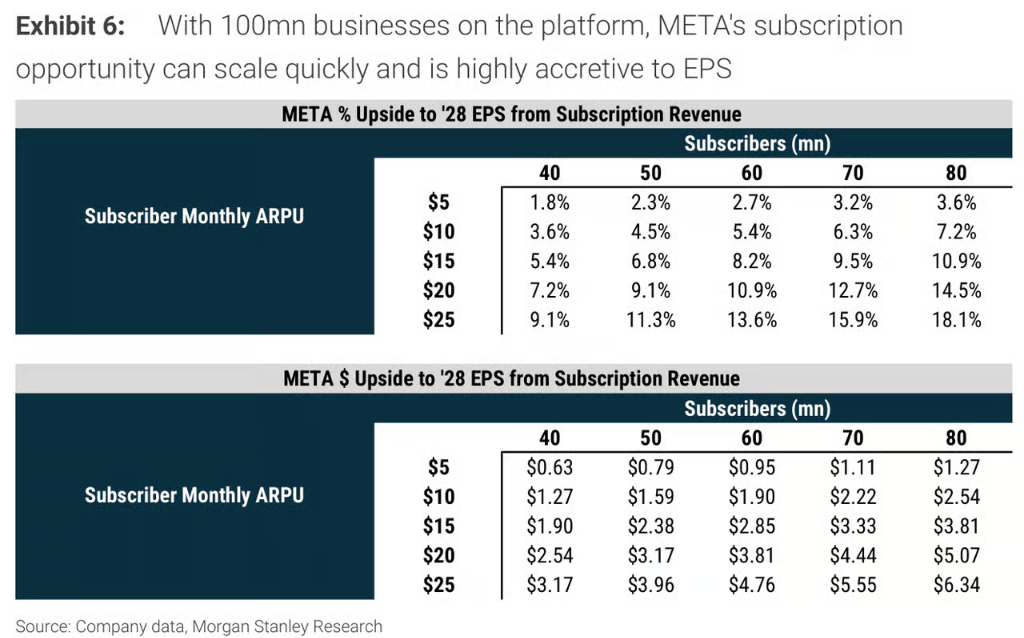 Exhibit 6: With 100mn businesses on the platform, META's subscription
opportunity can scale quickly and is highly accretive to EPS
META % Upside to '28 EPS from Subscription Revenue
Subscribers (mn)
40 50 60 70 80
Subscriber Monthly ARPU
$5 1.8% 2.3% 2.7% 3.2% 3.6%
$10 3.6% 4.5% 5.4% 6.3% 7.2%
$15 5.4% 6.8% 8.2% 9.5% 10.9%
$20 7.2% 9.1% 10.9% 12.7% 14.5%
$25 9.1% 11.3% 13.6% 15.9% 18.1%
META $ Upside to '28 EPS from Subscription Revenue
Subscribers (mn)
40 50 60 70 80
Subscriber Monthly ARPU
$5 $0.63 $0.79 $0.95 $1.11 $1.27
$10 $1.27 $1.59 $1.90 $2.22 $2.54
$15 $1.90 $2.38 $2.85 $3.33 $3.81
$20 $2.54 $3.17 $3.81 $4.44 $5.07
$25 $3.17 $3.96 $4.76 $5.55 $6.34
Source: Company data, Morgan Stanley Research